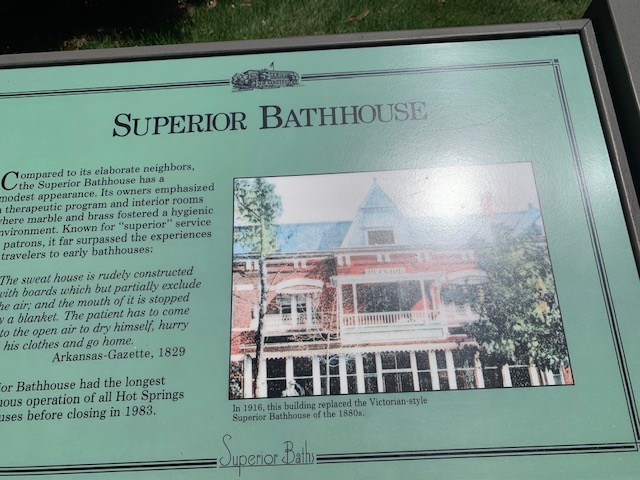 SUPERIOR BATHHOUSE
Compared to its elaborate neighbors,
the Superior Bathhouse has a
modest appearance. Its owners emphasized
therapeutic program and interior rooms
where marble and brass fostered a hygienic
environment. Known for "superior" service
patrons, it far surpassed the experiences
travelers to early bathhouses:
The sweat house is rudely constructed
with boards which but partially exclude
the air; and the mouth of it is stopped
by a blanket. The patient has to come
to the open air to dry himself, hurry
his clothes and go home.
Arkansas-Gazette, 1829
ior Bathhouse had the longest
uous operation of all Hot Springs
uses before closing in 1983.
In 1916, this building replaced the Victorian-style
Superior Bathhouse of the 1880s.
Superior Baths